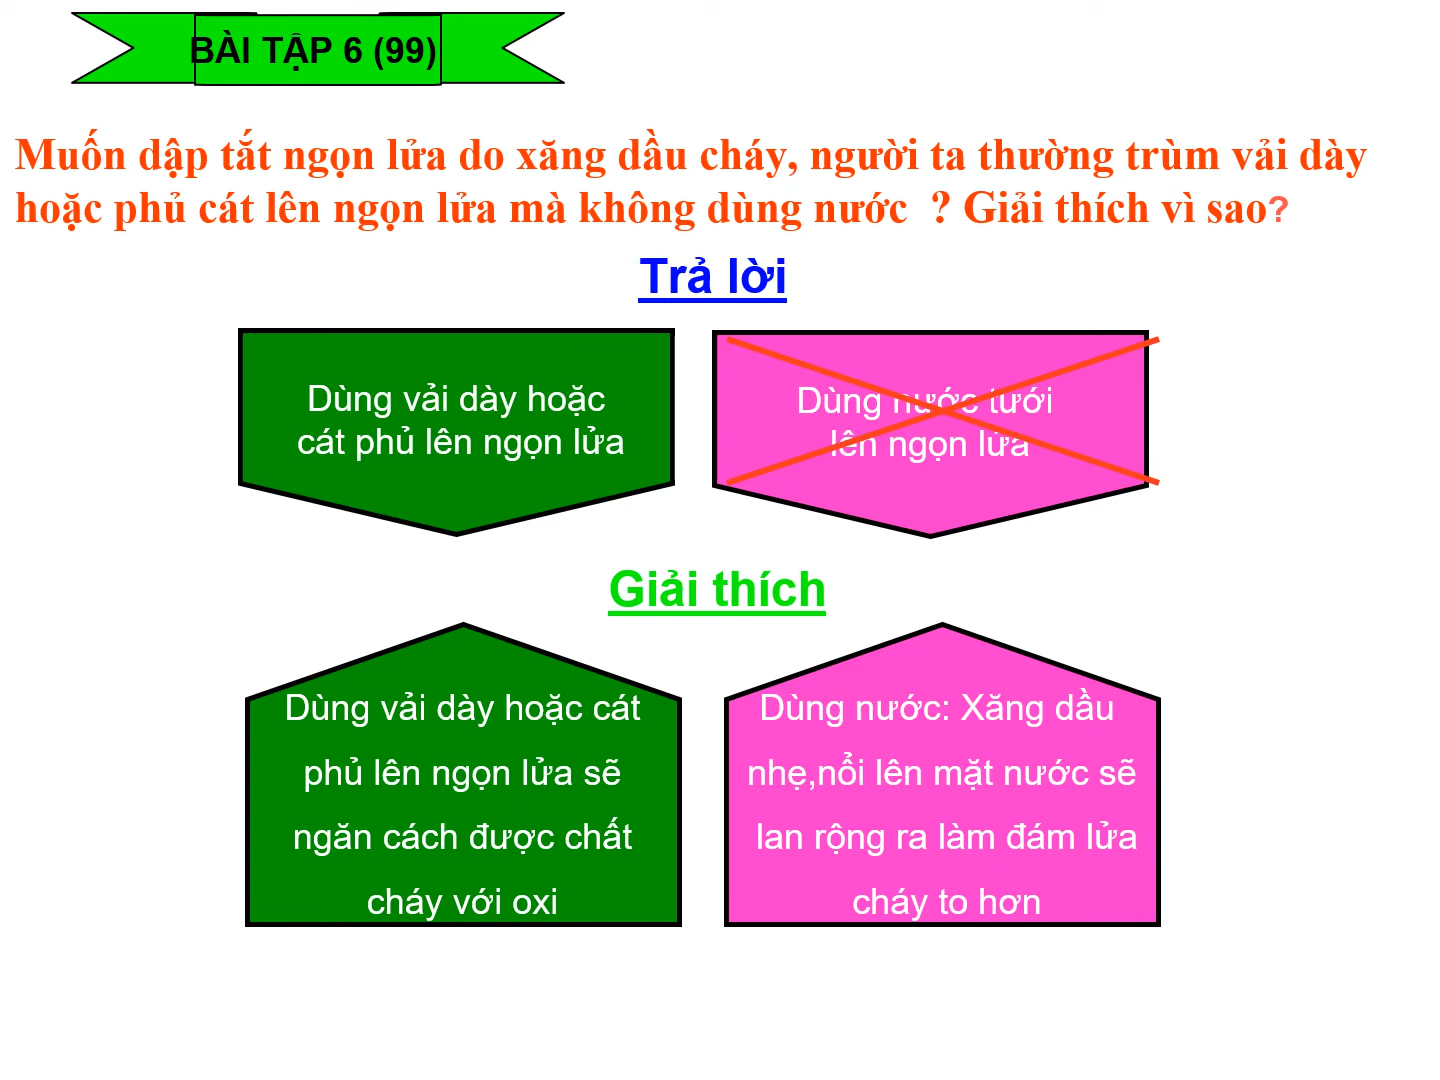 BÀI TẬP 6 (99)
Muốn dập tắt ngọn lửa do xăng dầu cháy, người ta thường trùm vải dày
hoặc phủ cát lên ngọn lửa mà không dùng nước ? Giải thích vì sao?
Trả lời
Dùng vải dày hoặc
cát phủ lên ngọn lửa
Dùng nước tưới
lên ngọn lửa
Giải thích
Dùng vải dày hoặc cát
phủ lên ngọn lửa sẽ
ngăn cách được chất
cháy với oxi
Dùng nước: Xăng dầu
nhẹ,nổi lên mặt nước sẽ
lan rộng ra làm đám lửa
cháy to hơn